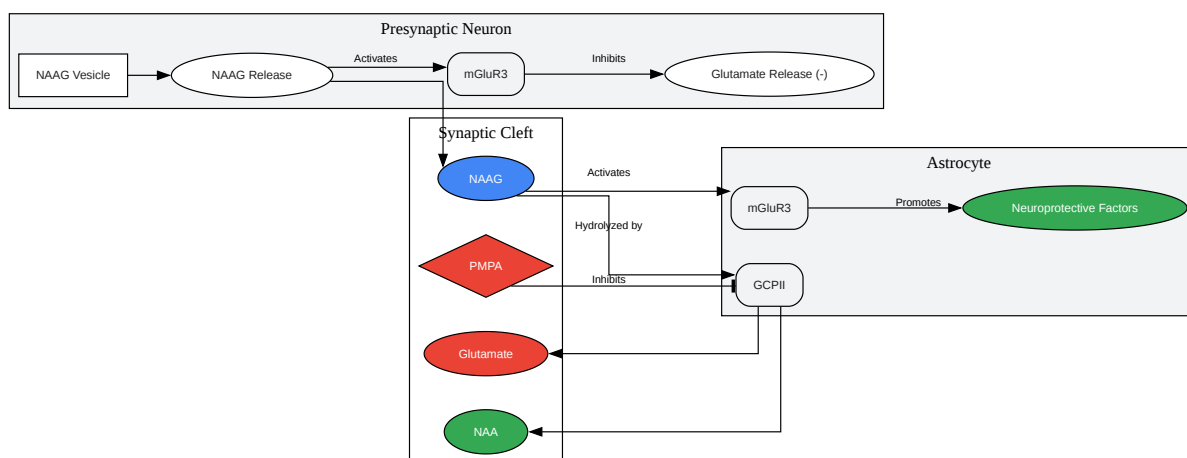 Presynaptic Neuron
NAAG Vesicle
NAAG Release
Activates
mGluR3
Inhibits
Glutamate Release (-)
Synaptic Cleft
NAAG
Activates
Hydrolyzed by
PMPA
Inhibits
Glutamate
NAA
Astrocyte
mGluR3
Promotes
Neuroprotective Factors
GCPII